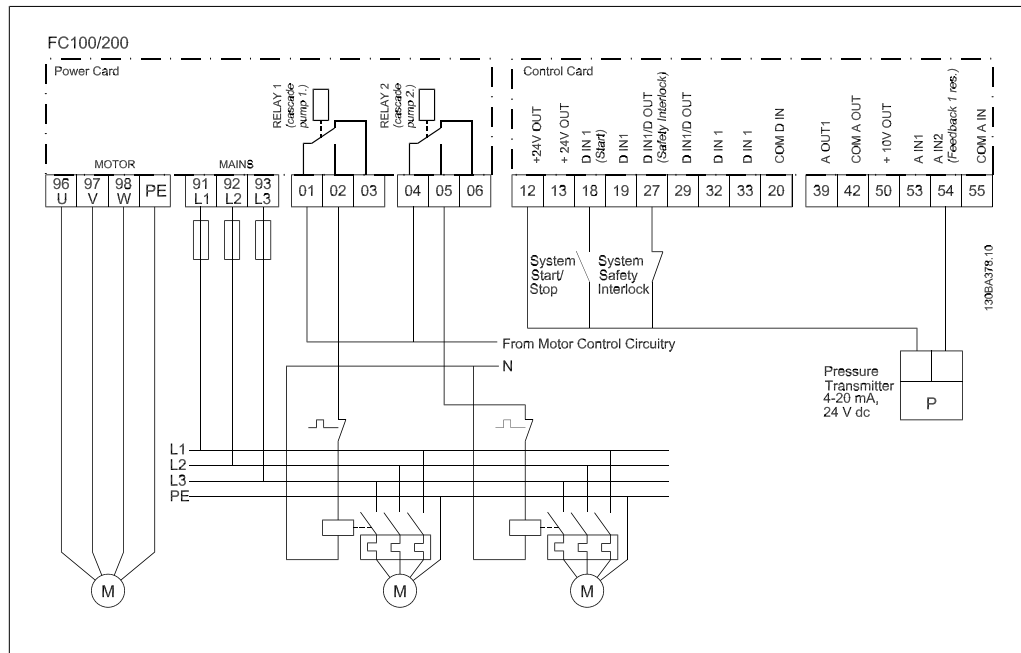 FC100/200
Power Card
Control Card
RELAY 1
(cascade
pump 1.)
RELAY 2
(cascade
pump 2.)
+24V OUT
+ 24V OUT
D IN1
(Start)
D IN1
D IN1/D OUT
(Safety Interlock)
D IN1/D OUT
D IN 1
D IN 1
COM D IN
A OUT1
COM A OUT
+ 10V OUT
A IN1
A IN2
(Feedback 1 res.)
COM A IN
MOTOR
MAINS
96 97 98 PE
U V W
91 92 93
L1 L2 L3
01 02 03
04 05 06
12 13 18 19 27 29 32 33 20
39 42 50 53 54 55
System
Start/
Stop
System
Safety
Interlock
130BA378.10
From Motor Control Circuitry
N
Pressure
Transmitter
4-20 mA,
24 V dc
P
L1
L2
L3
PE
M
M
M